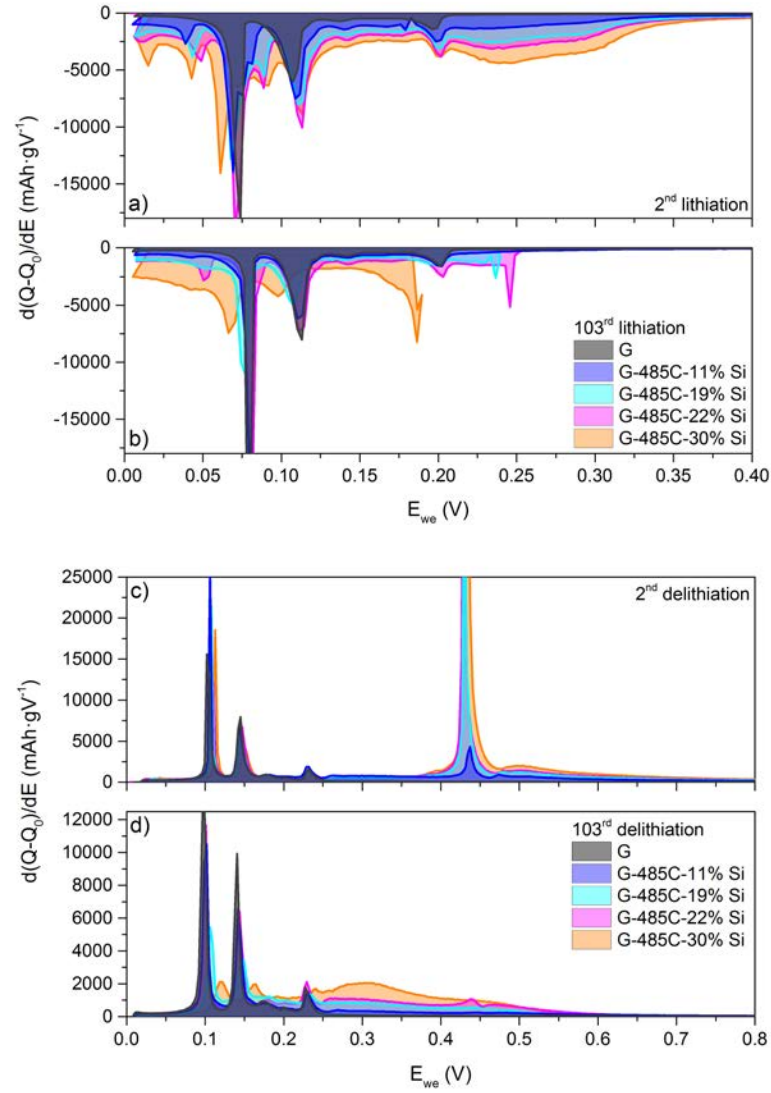 0
-5000
-10000
-15000
a)
2nd lithiation
d(Q-Q0)/dE (mAh·gV-1)
0
-5000
-10000
-15000
b)
103rd lithiation
G
G-485C-11% Si
G-485C-19% Si
G-485C-22% Si
G-485C-30% Si
0.00 0.05 0.10 0.15 0.20 0.25 0.30 0.35 0.40
Ewe (V)
25000
20000
15000
10000
5000
0
c)
2nd delithiation
d(Q-Q0)/dE (mAh·gV-1)
12000
10000
8000
6000
4000
2000
0
d)
103rd delithiation
G
G-485C-11% Si
G-485C-19% Si
G-485C-22% Si
G-485C-30% Si
0.0 0.1 0.2 0.3 0.4 0.5 0.6 0.7 0.8
Ewe (V)